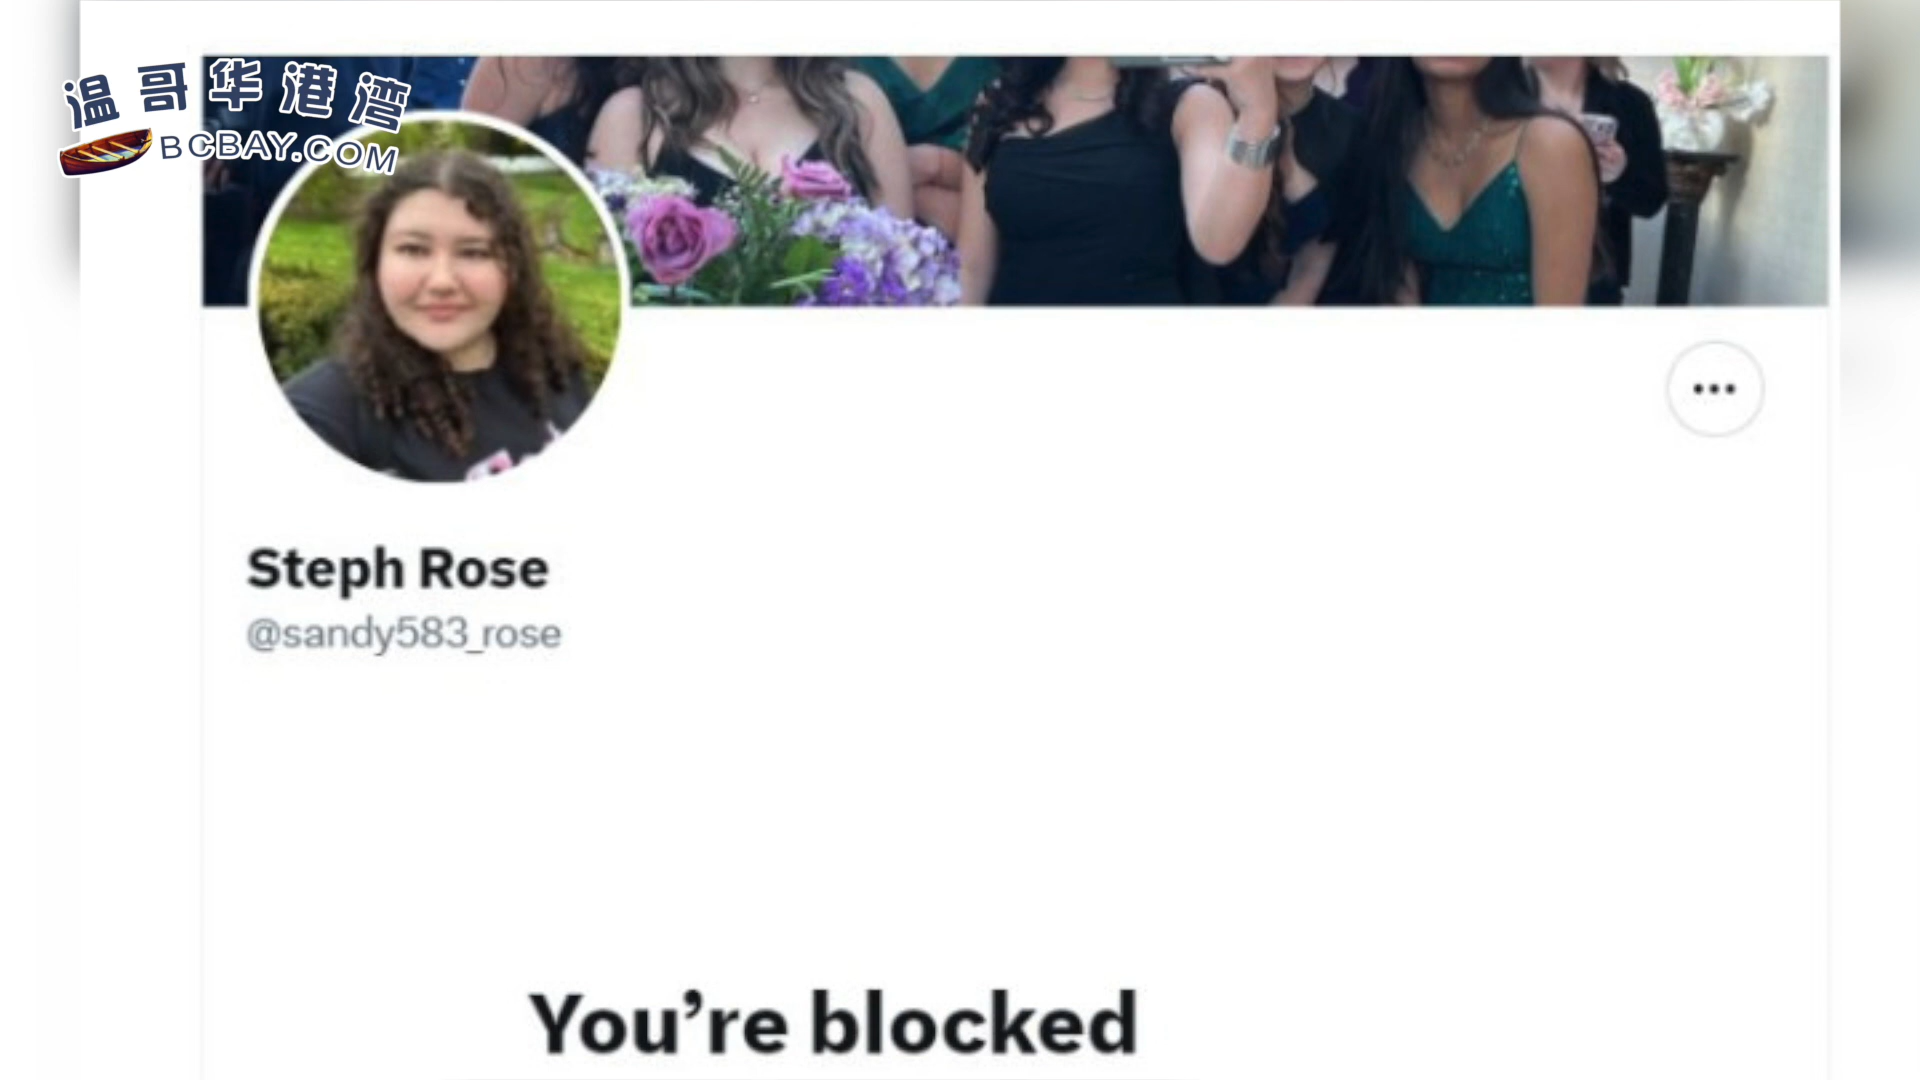 温哥华港湾
BCBAY.COM
Steph Rose
@sandy583_rose
You’re blocked